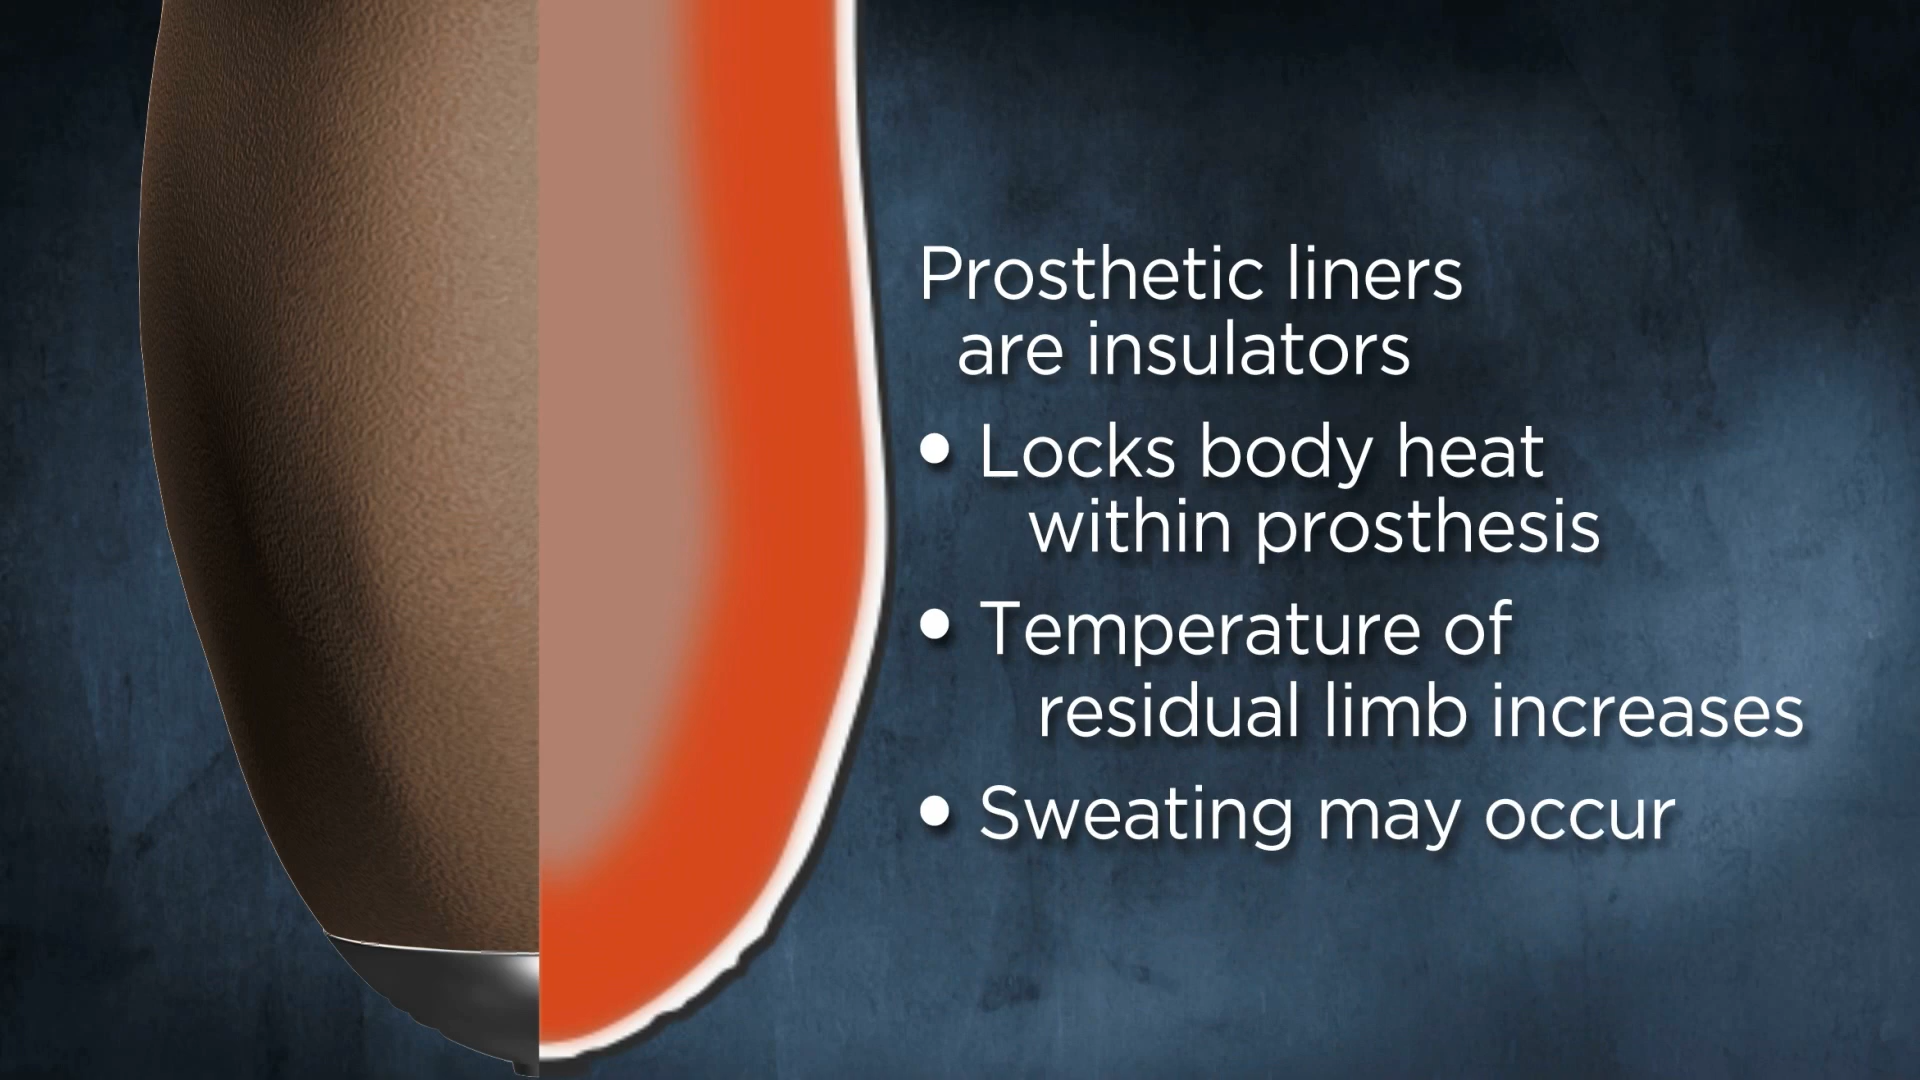 Prosthetic liners
are insulators
• Locks body heat
within prosthesis
• Temperature of
residual limb increases
• Sweating may occur